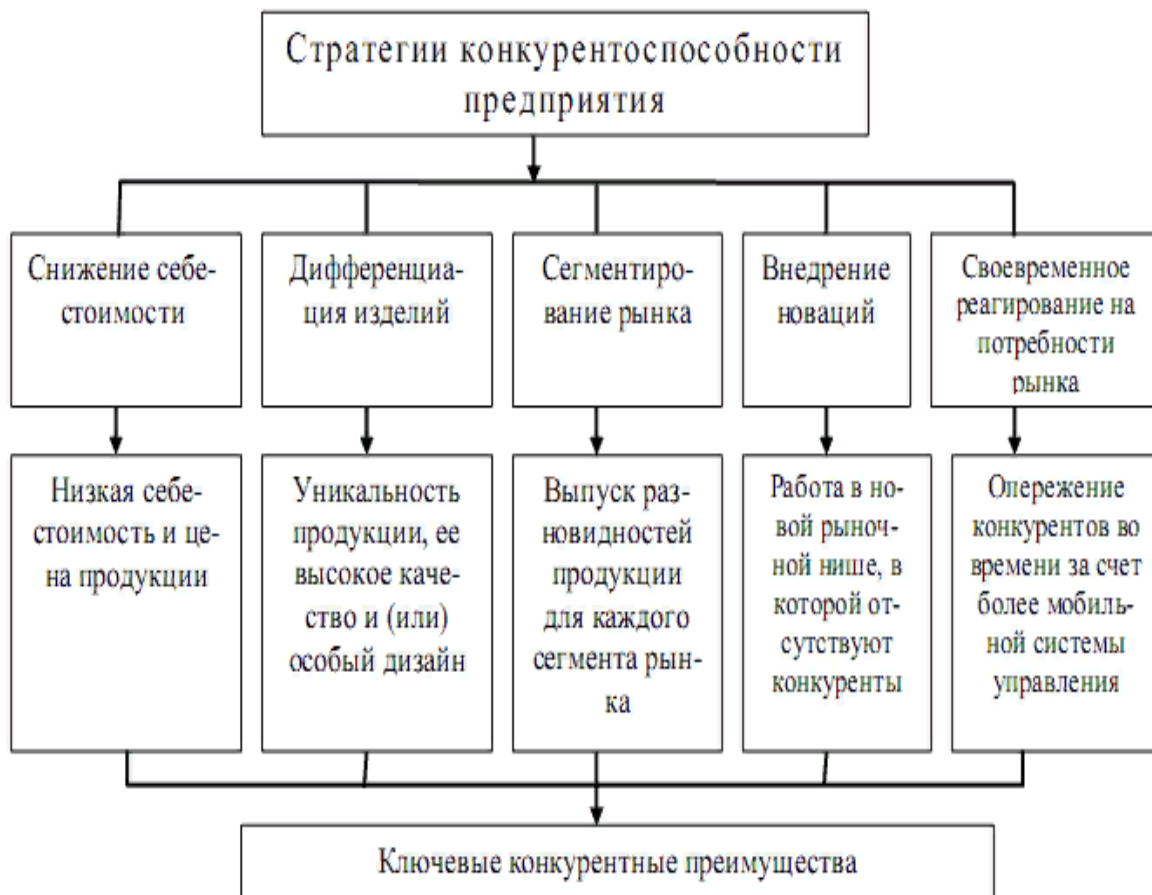 Стратегии конкурентоспособности
предприятия
Снижение себе-
стоимости
Дифференциа-
ция изделий
Сегментиро-
вание рынка
Внедрение
новаций
Своевременное
реагирование на
потребности
рынка
Низкая себе-
стоимость и це-
на продукции
Уникальность
продукции, ее
высокое каче-
ство и (или)
особый дизайн
Выпуск раз-
новидностей
продукции
для каждого
сегмента рын-
ка
Работа в но-
вой рыноч-
ной нише, в
которой от-
сутствуют
конкуренты
Опережение
конкурентов во
времени за счет
более мобиль-
ной системы
управления
Ключевые конкурентные преимущества